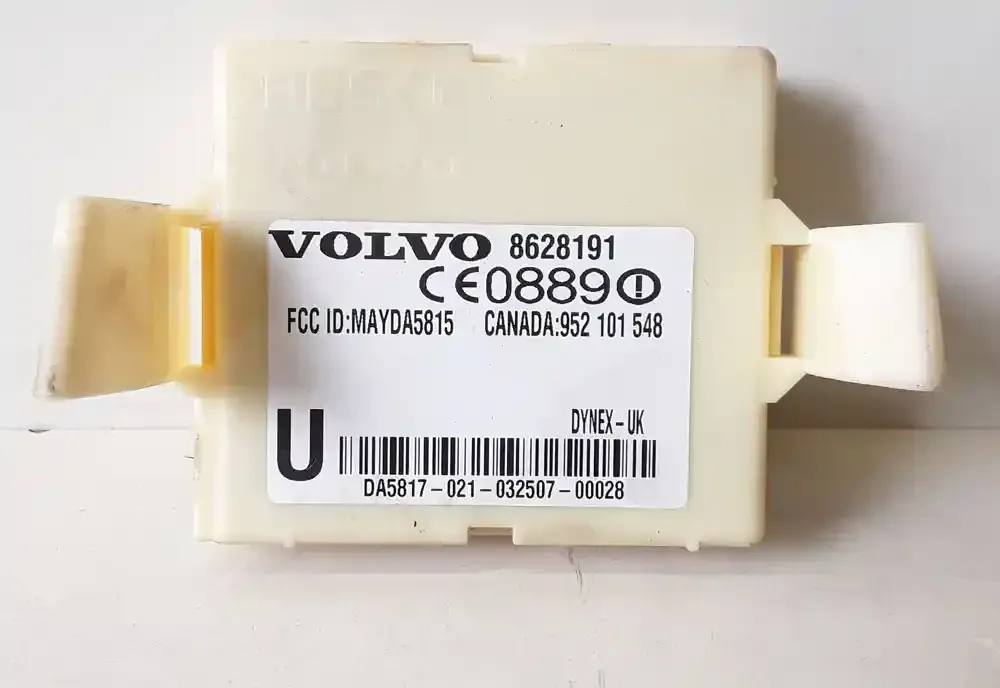 VOLVO 8628191
CE0889
FCC ID:MAYDA5815 CANADA:952 101 548
DYNEX-UK
U
DA5817-021-032507-00028